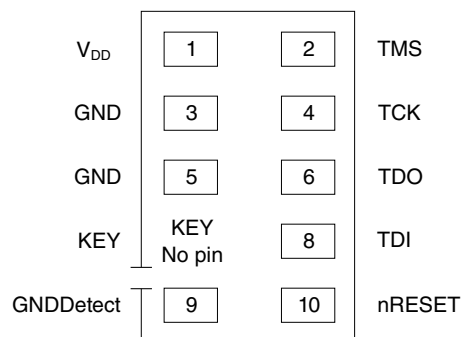 V_DD 1 2 TMS
GND 3 4 TCK
GND 5 6 TDO
KEY KEY No pin 8 TDI
GNDDetect 9 10 nRESET